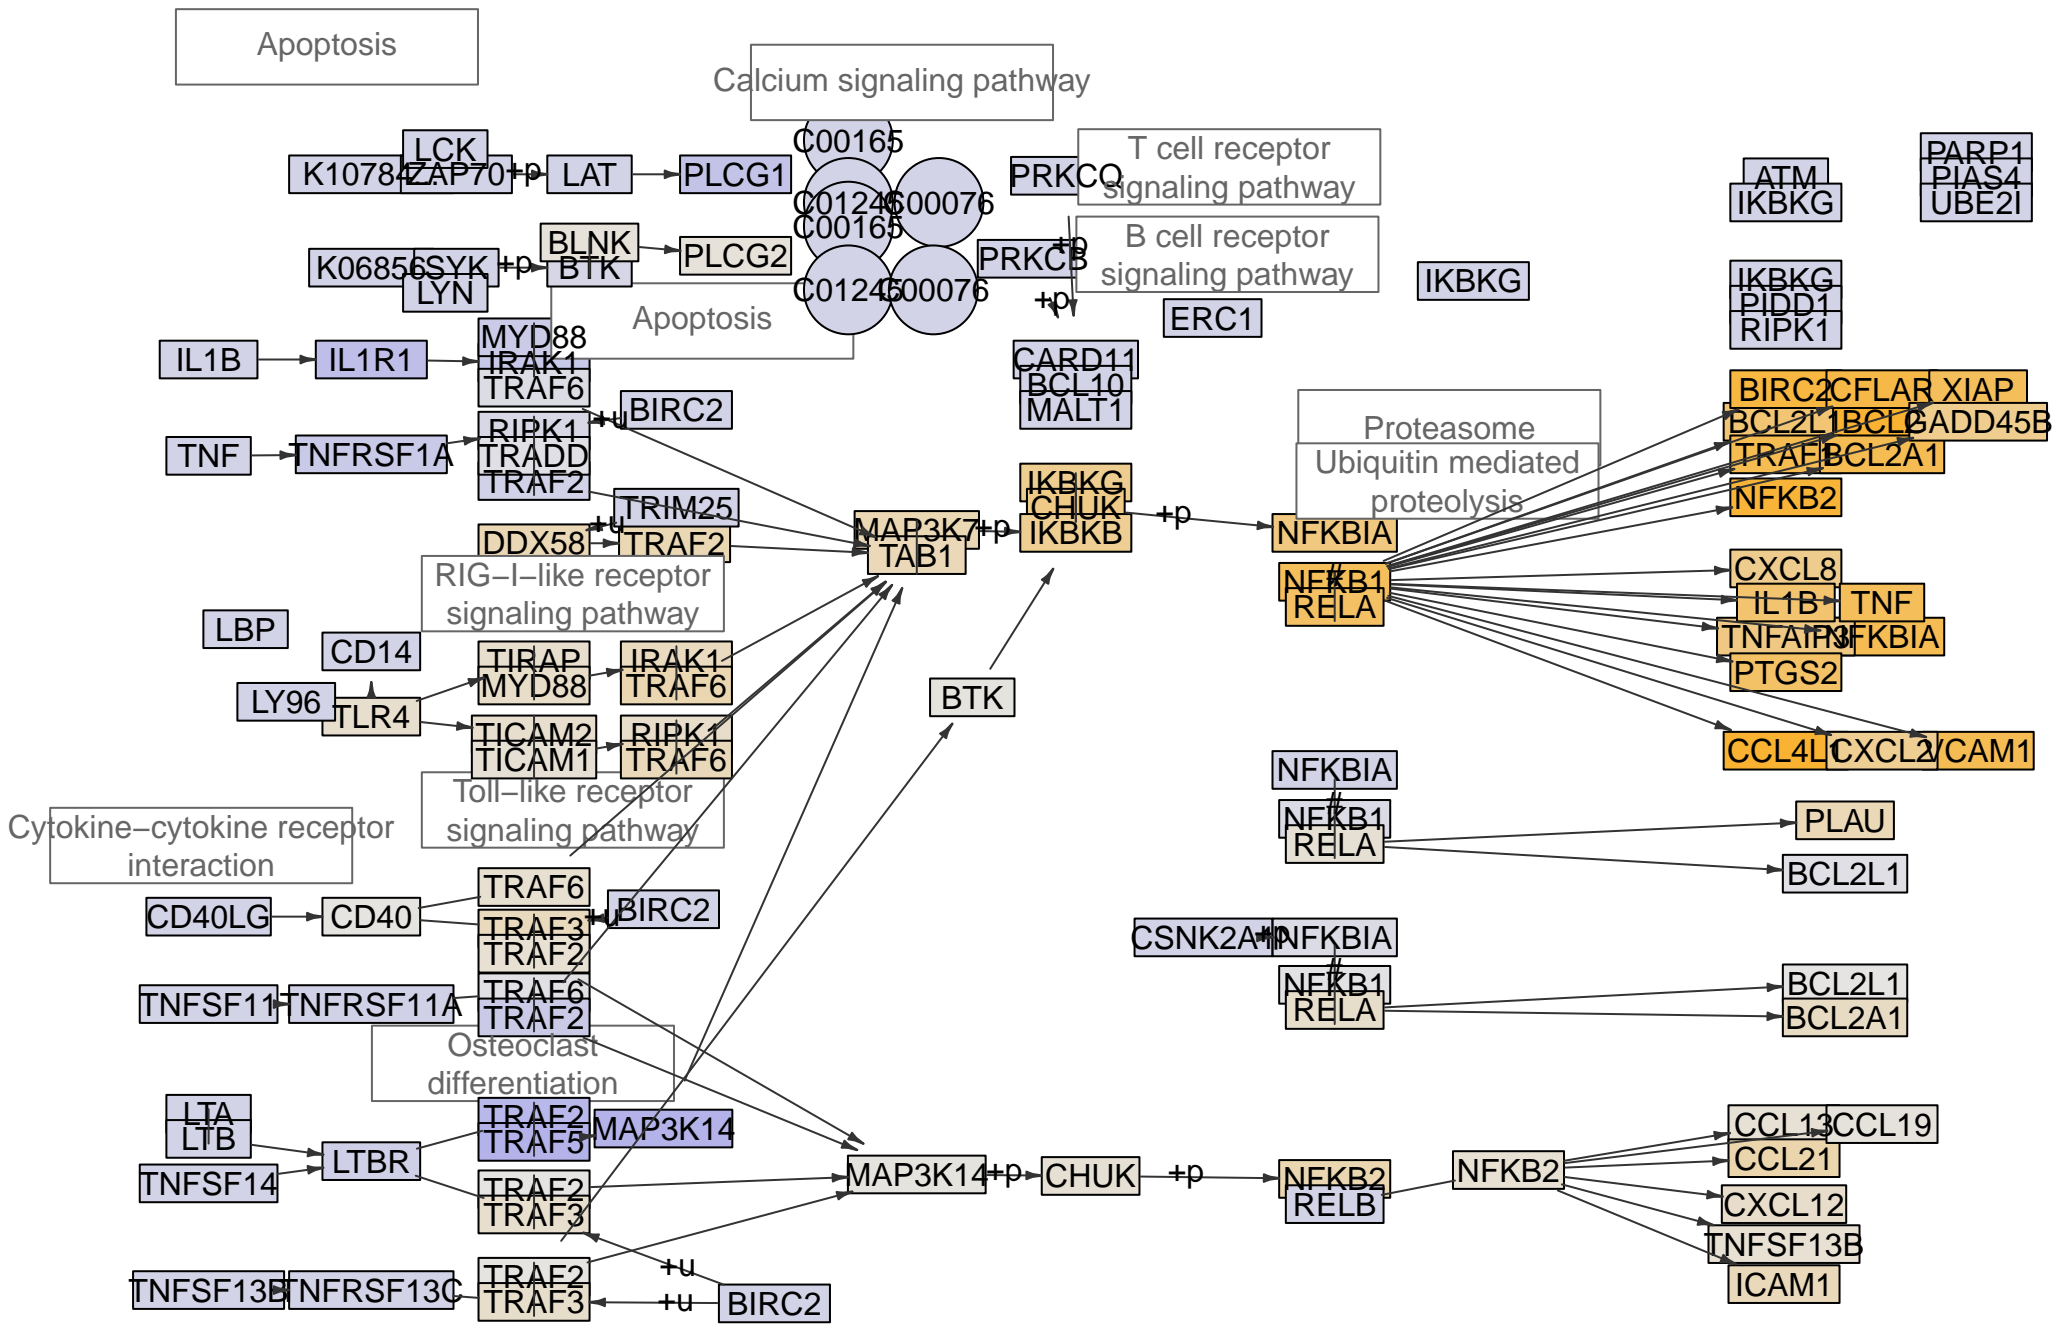 Apoptosis
Calcium signaling pathway
C00165
T cell receptor
signaling pathway
LCK
K10784
ZAP70
+p
LAT
PLCG1
PRKCQ
PARP1
PIAS4
UBE2I
ATM
IKBKG
C01245
C00076
C00165
B cell receptor
signaling pathway
BLNK
PLCG2
K06856
SYK
+p
BTK
LYN
PRKCB
+p
+p
C01245
C00076
IKBKG
IKBKG
PIDD1
RIPK1
ERC1
Apoptosis
MYD88
IRAK1
TRAF6
IL1B
IL1R1
CARD11
BCL10
MALT1
BIRC2
CFLAR
XIAP
BCL2L1
BCL2
GADD45B
TRAF1
BCL2A1
NFKB2
BIRC2
+u
RIPK1
TRADD
TRAF2
TNF
TNFRSF1A
Proteasome
Ubiquitin mediated
proteolysis
IKBKG
CHUK
IKBKB
TRIM25
+u
DDX58
TRAF2
MAP3K7
TAB1
+p
+p
NFKBIA
NFKB1
RELA
CXCL8
IL1B
TNF
TNFAIP3
NFKBIA
PTGS2
RIG−I−like receptor
signaling pathway
LBP
CD14
LY96
TLR4
TIRAP
MYD88
IRAK1
TRAF6
BTK
TICAM2
TICAM1
RIPK1
TRAF6
CCL4L1
CXCL2
VCAM1
Toll−like receptor
signaling pathway
NFKBIA
NFKB1
RELA
PLAU
BCL2L1
Cytokine−cytokine receptor
interaction
TRAF6
CD40LG
CD40
TRAF3
TRAF2
+u
BIRC2
CSNK2A1
+p
NFKBIA
NFKB1
RELA
BCL2L1
BCL2A1
TNFSF11
TNFRSF11A
TRAF6
TRAF2
Osteoclast
differentiation
LTA
LTB
TNFSF14
LTBR
TRAF2
TRAF5
MAP3K14
TRAF2
TRAF3
MAP3K14
+p
CHUK
+p
NFKB2
RELB
NFKB2
CCL13
CCL19
CCL21
CXCL12
TNFSF13B
ICAM1
TNFSF13B
TNFRSF13C
TRAF2
TRAF3
+u
+u
BIRC2